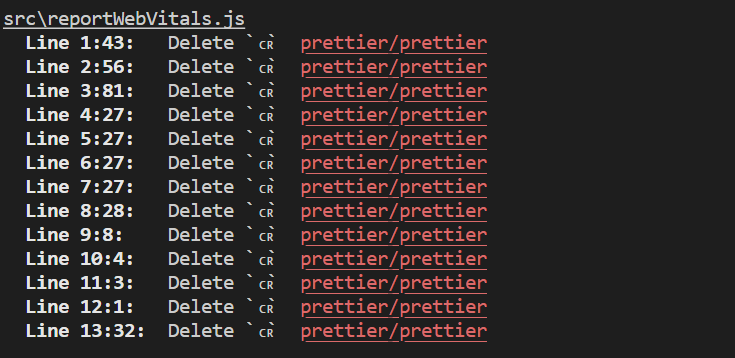 src\reportWebVitals.js
Line 1:43: Delete `␍` prettier/prettier
Line 2:56: Delete `␍` prettier/prettier
Line 3:81: Delete `␍` prettier/prettier
Line 4:27: Delete `␍` prettier/prettier
Line 5:27: Delete `␍` prettier/prettier
Line 6:27: Delete `␍` prettier/prettier
Line 7:27: Delete `␍` prettier/prettier
Line 8:28: Delete `␍` prettier/prettier
Line 9:8: Delete `␍` prettier/prettier
Line 10:4: Delete `␍` prettier/prettier
Line 11:3: Delete `␍` prettier/prettier
Line 12:1: Delete `␍` prettier/prettier
Line 13:32: Delete `␍` prettier/prettier